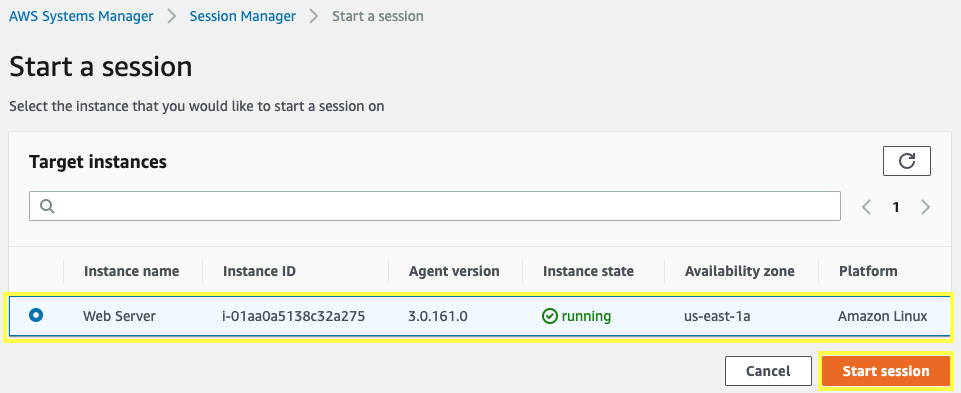 AWS Systems Manager > Session Manager > Start a session
Start a session
Select the instance that you would like to start a session on
Target instances
1
Instance name Instance ID Agent version Instance state Availability zone Platform
Web Server i-01aa0a5138c32a275 3.0.161.0 running us-east-1a Amazon Linux
Cancel Start session